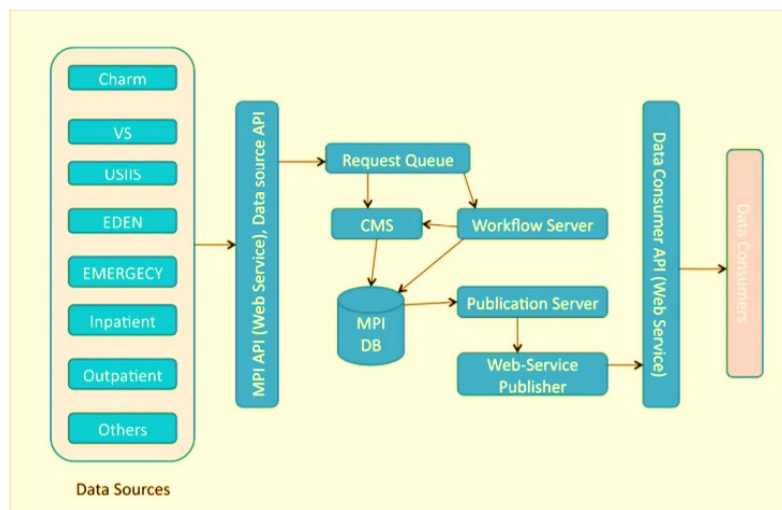 Charm
VS
USIIS
EDEN
EMERGECY
Inpatient
Outpatient
Others
Data Sources
MPI API (Web Service), Data source API
Request Queue
CMS
Workflow Server
MPI
DB
Publication Server
Web-Service
Publisher
Data Consumer API (Web Service)
Data Consumers